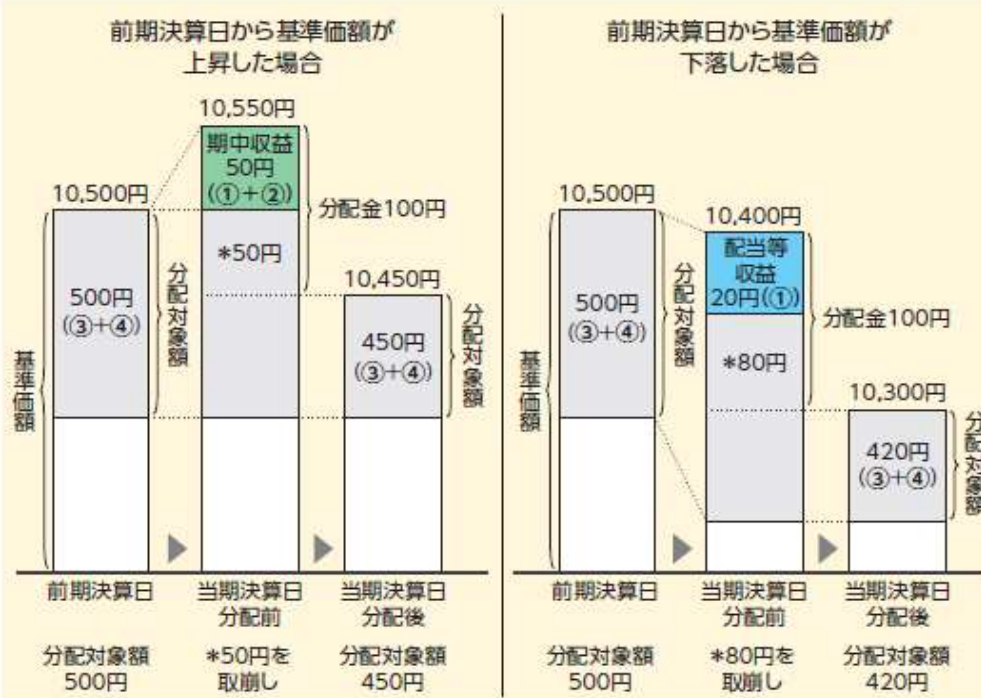 前期決算日から基準価額が
上昇した場合
10,550円
期中収益
50円
(①+②)
10,500円
分配金100円
*50円
10,450円
500円
(③+④)
分配対象額
450円
(③+④)
分配対象額
基準価額
前期決算日
当期決算日
分配前
当期決算日
分配後
分配対象額
500円
*50円を
取崩し
分配対象額
450円
前期決算日から基準価額が
下落した場合
10,500円
10,400円
配当等
収益
20円(①)
500円
(③+④)
分配対象額
分配金100円
*80円
10,300円
420円
(③+④)
分配対象額
基準価額
前期決算日
当期決算日
分配前
当期決算日
分配後
分配対象額
500円
*80円を
取崩し
分配対象額
420円